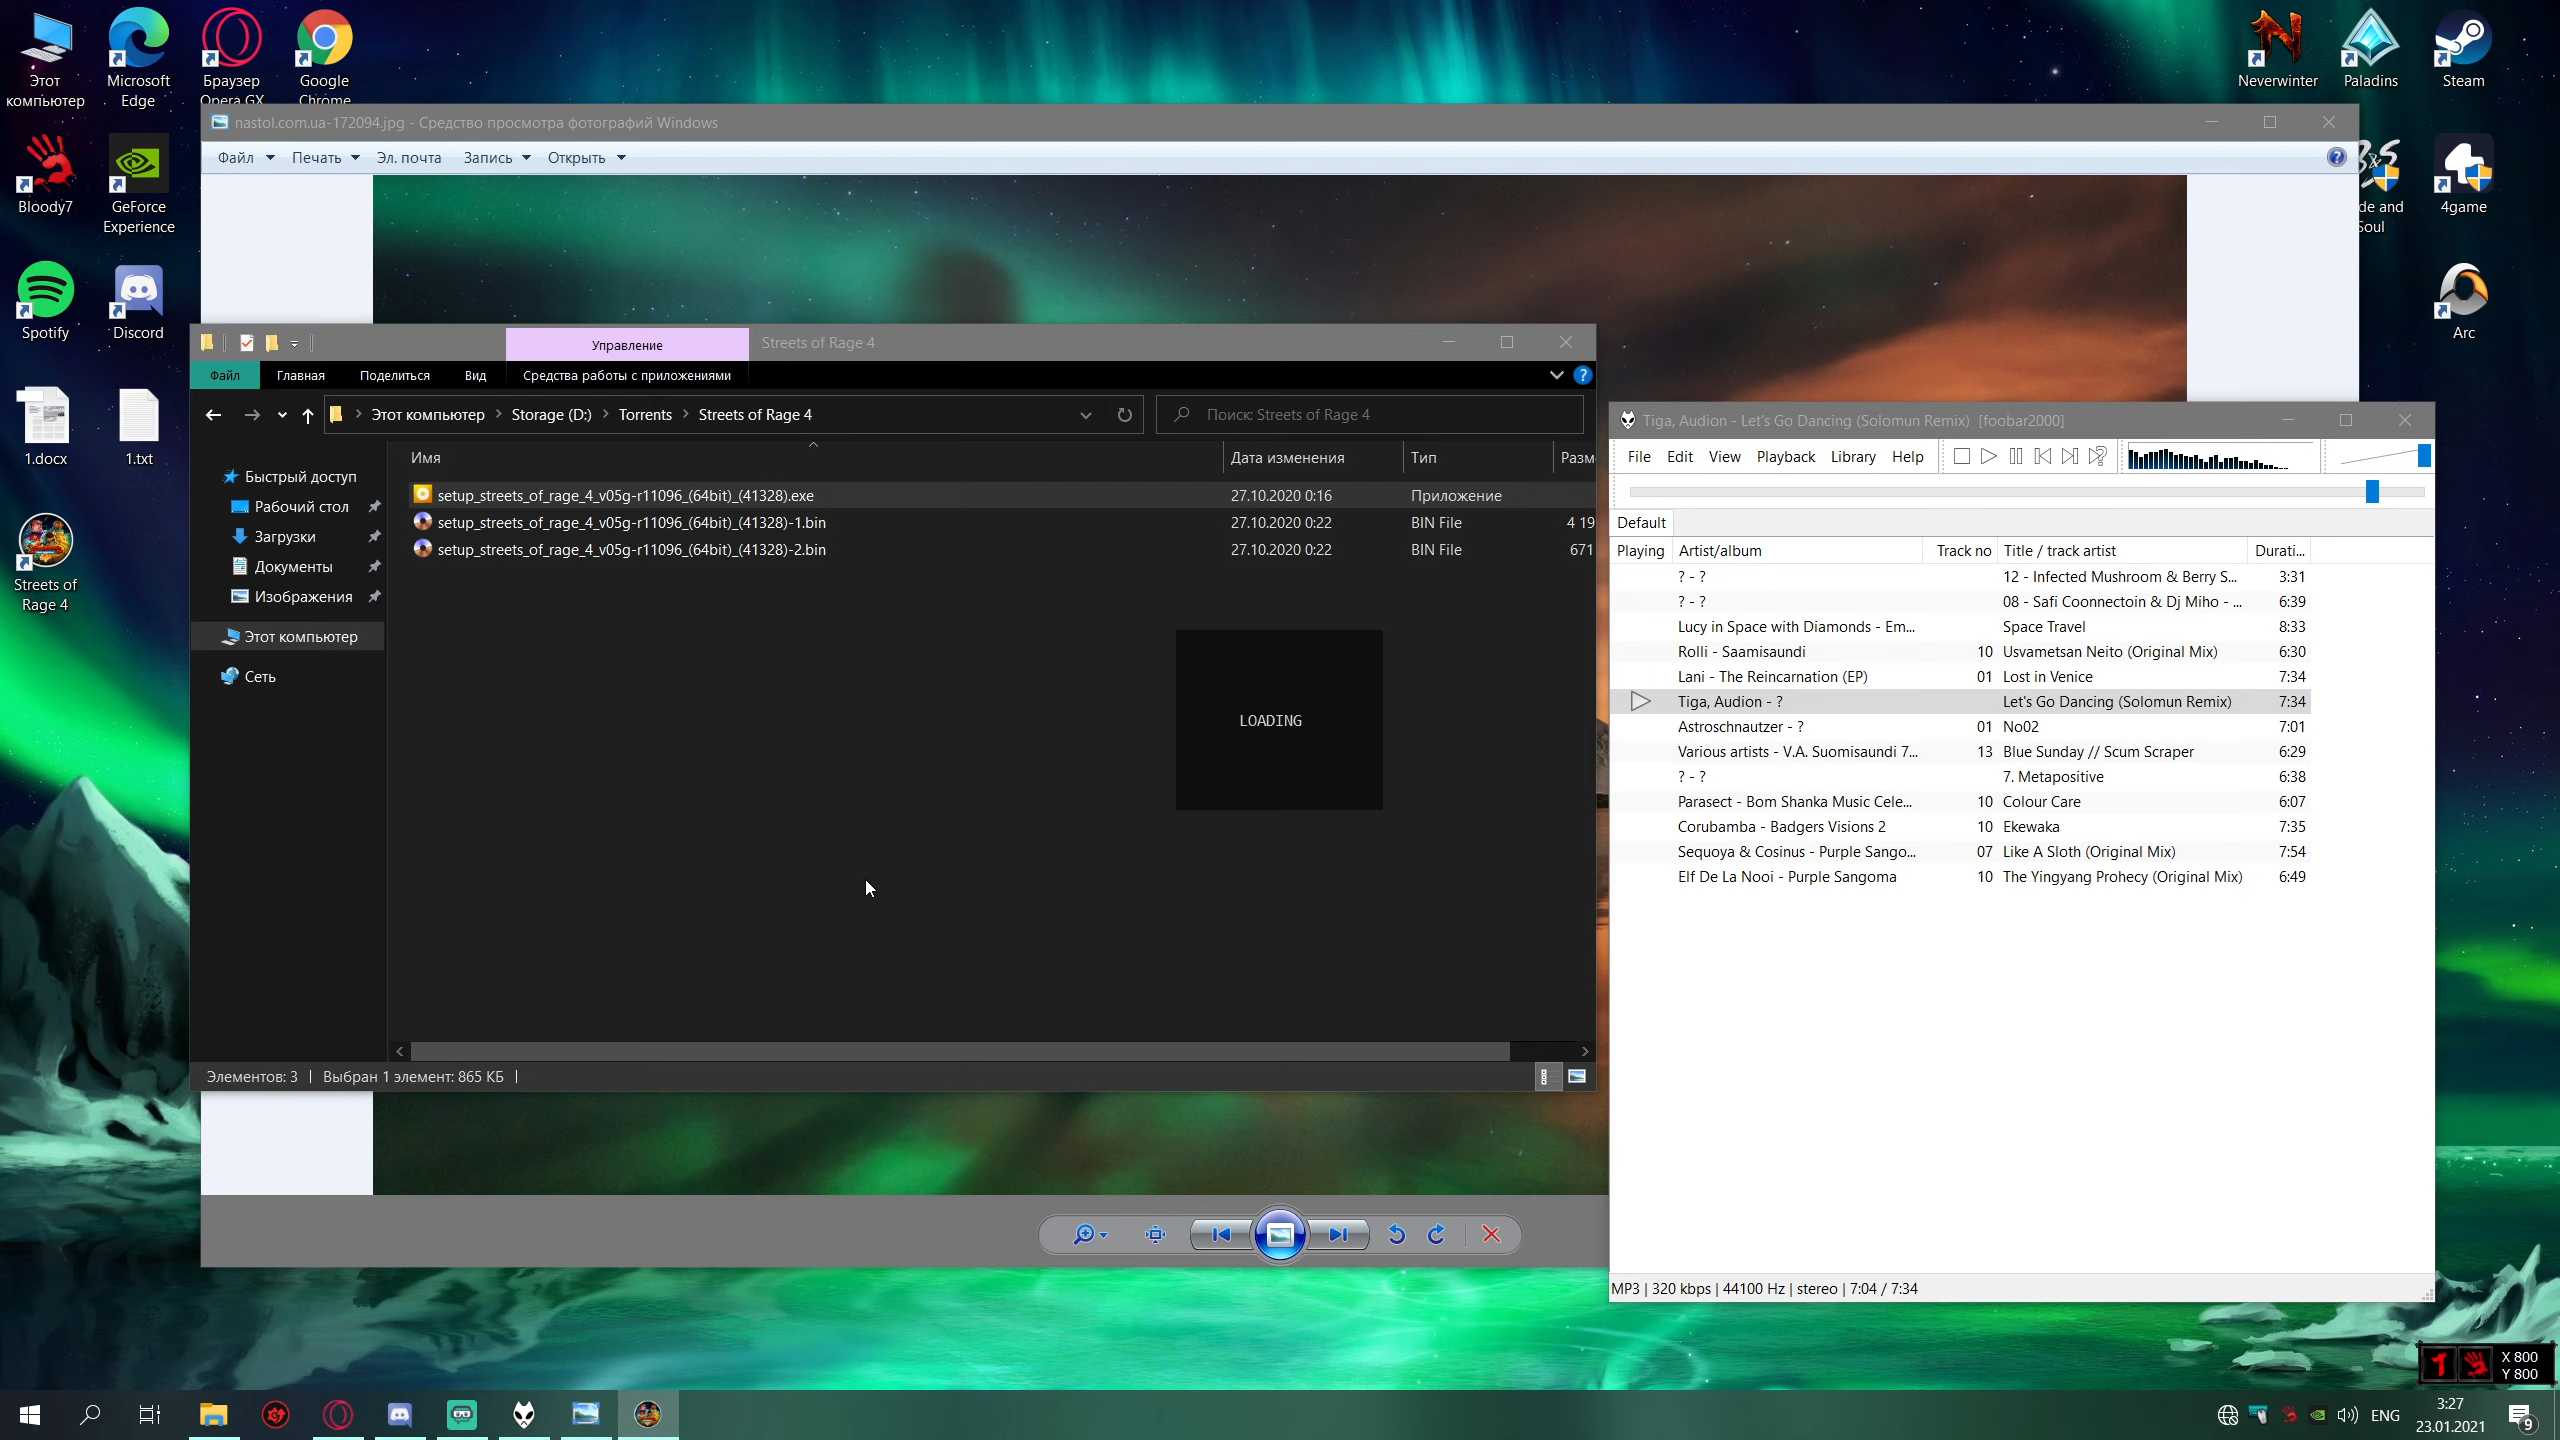 Этот
компьютер
Microsoft
Edge
Браузер
Opera GX
Google
Chrome
Neverwinter
Paladins
Steam
Bloody7
GeForce
Experience
de and
Soul
4game
Spotify
Discord
Arc
1.docx
1.txt
Streets of
Rage 4
nastol.com.ua-172094.jpg - Средство просмотра фотографий Windows
Файл Печать Эл. почта Запись Открыть
Управление Streets of Rage 4
Файл Главная Поделиться Вид Средства работы с приложениями
Этот компьютер Storage (D:) Torrents Streets of Rage 4
Поиск: Streets of Rage 4
Быстрый доступ
Рабочий стол
Загрузки
Документы
Изображения
Этот компьютер
Сеть
Имя Дата изменения Тип Разм
setup_streets_of_rage_4_v05g-r11096_(64bit)_(41328).exe 27.10.2020 0:16 Приложение
setup_streets_of_rage_4_v05g-r11096_(64bit)_(41328)-1.bin 27.10.2020 0:22 BIN File 4 19
setup_streets_of_rage_4_v05g-r11096_(64bit)_(41328)-2.bin 27.10.2020 0:22 BIN File 671
LOADING
Элементов: 3 Выбран 1 элемент: 865 КБ
Tiga, Audion - Let's Go Dancing (Solomun Remix) [foobar2000]
File Edit View Playback Library Help
Default
Playing Artist/album Track no Title / track artist Durati...
? - ? 12 - Infected Mushroom & Berry S... 3:31
? - ? 08 - Safi Coonnectoin & Dj Miho - ... 6:39
Lucy in Space with Diamonds - Em... Space Travel 8:33
Rolli - Saamisaundi 10 Usvametsan Neito (Original Mix) 6:30
Lani - The Reincarnation (EP) 01 Lost in Venice 7:34
Tiga, Audion - ? Let's Go Dancing (Solomun Remix) 7:34
Astroschnautzer - ? 01 No02 7:01
Various artists - V.A. Suomisaundi 7... 13 Blue Sunday // Scum Scraper 6:29
? - ? 7. Metapositive 6:38
Parasect - Bom Shanka Music Cele... 10 Colour Care 6:07
Corubamba - Badgers Visions 2 10 Ekewaka 7:35
Sequoya & Cosinus - Purple Sango... 07 Like A Sloth (Original Mix) 7:54
Elf De La Nooi - Purple Sangoma 10 The Yingyang Prohecy (Original Mix) 6:49
MP3 | 320 kbps | 44100 Hz | stereo | 7:04 / 7:34
1
X 800
Y 800
ENG
3:27
23.01.2021
9